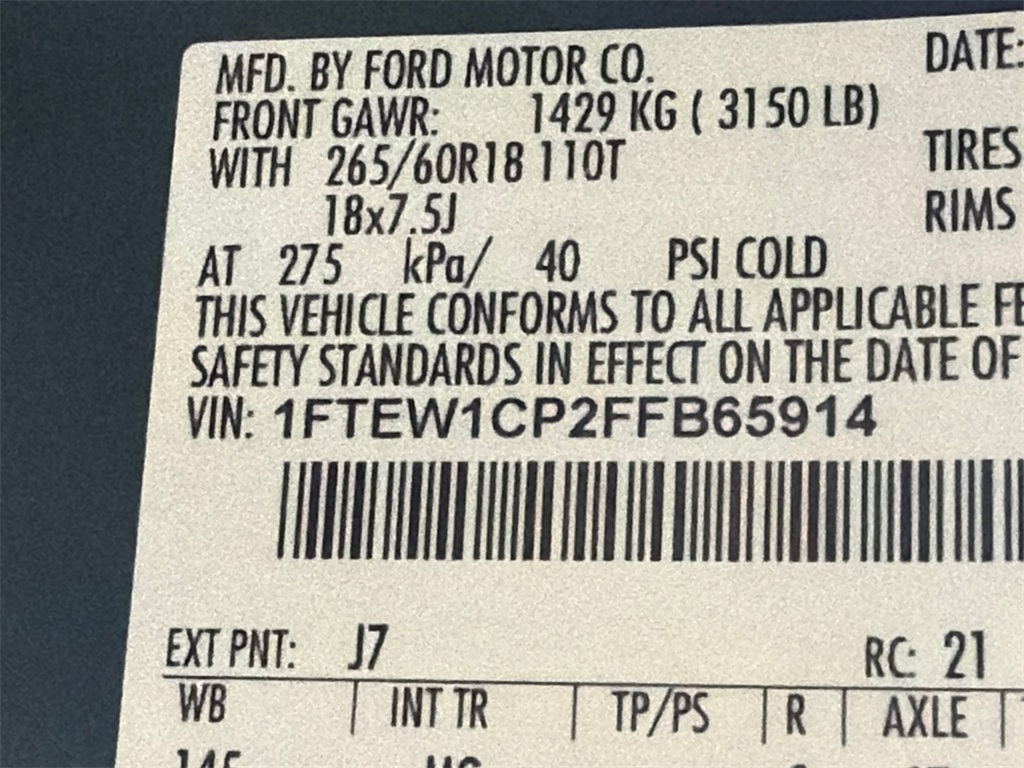 MFD. BY FORD MOTOR CO. DATE:
FRONT GAWR: 1429 KG ( 3150 LB)
WITH 265/60R18 110T TIRES
18x7.5J RIMS
AT 275 kPa/ 40 PSI COLD
THIS VEHICLE CONFORMS TO ALL APPLICABLE FE
SAFETY STANDARDS IN EFFECT ON THE DATE OF
VIN: 1FTEW1CP2FFB65914
EXT PNT: J7 RC: 21
WB INT TR TP/PS R AXLE
145